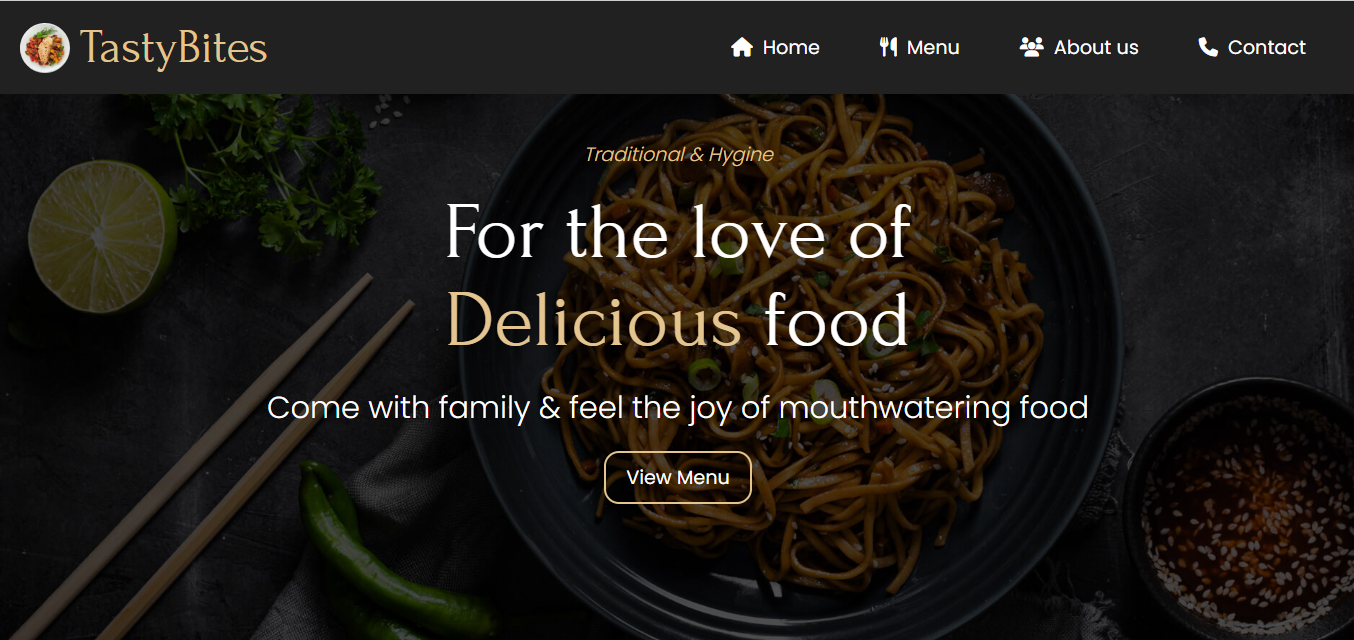 TastyBites
Home
Menu
About us
Contact
Traditional & Hygine
For the love of
Delicious food
Come with family & feel the joy of mouthwatering food
View Menu